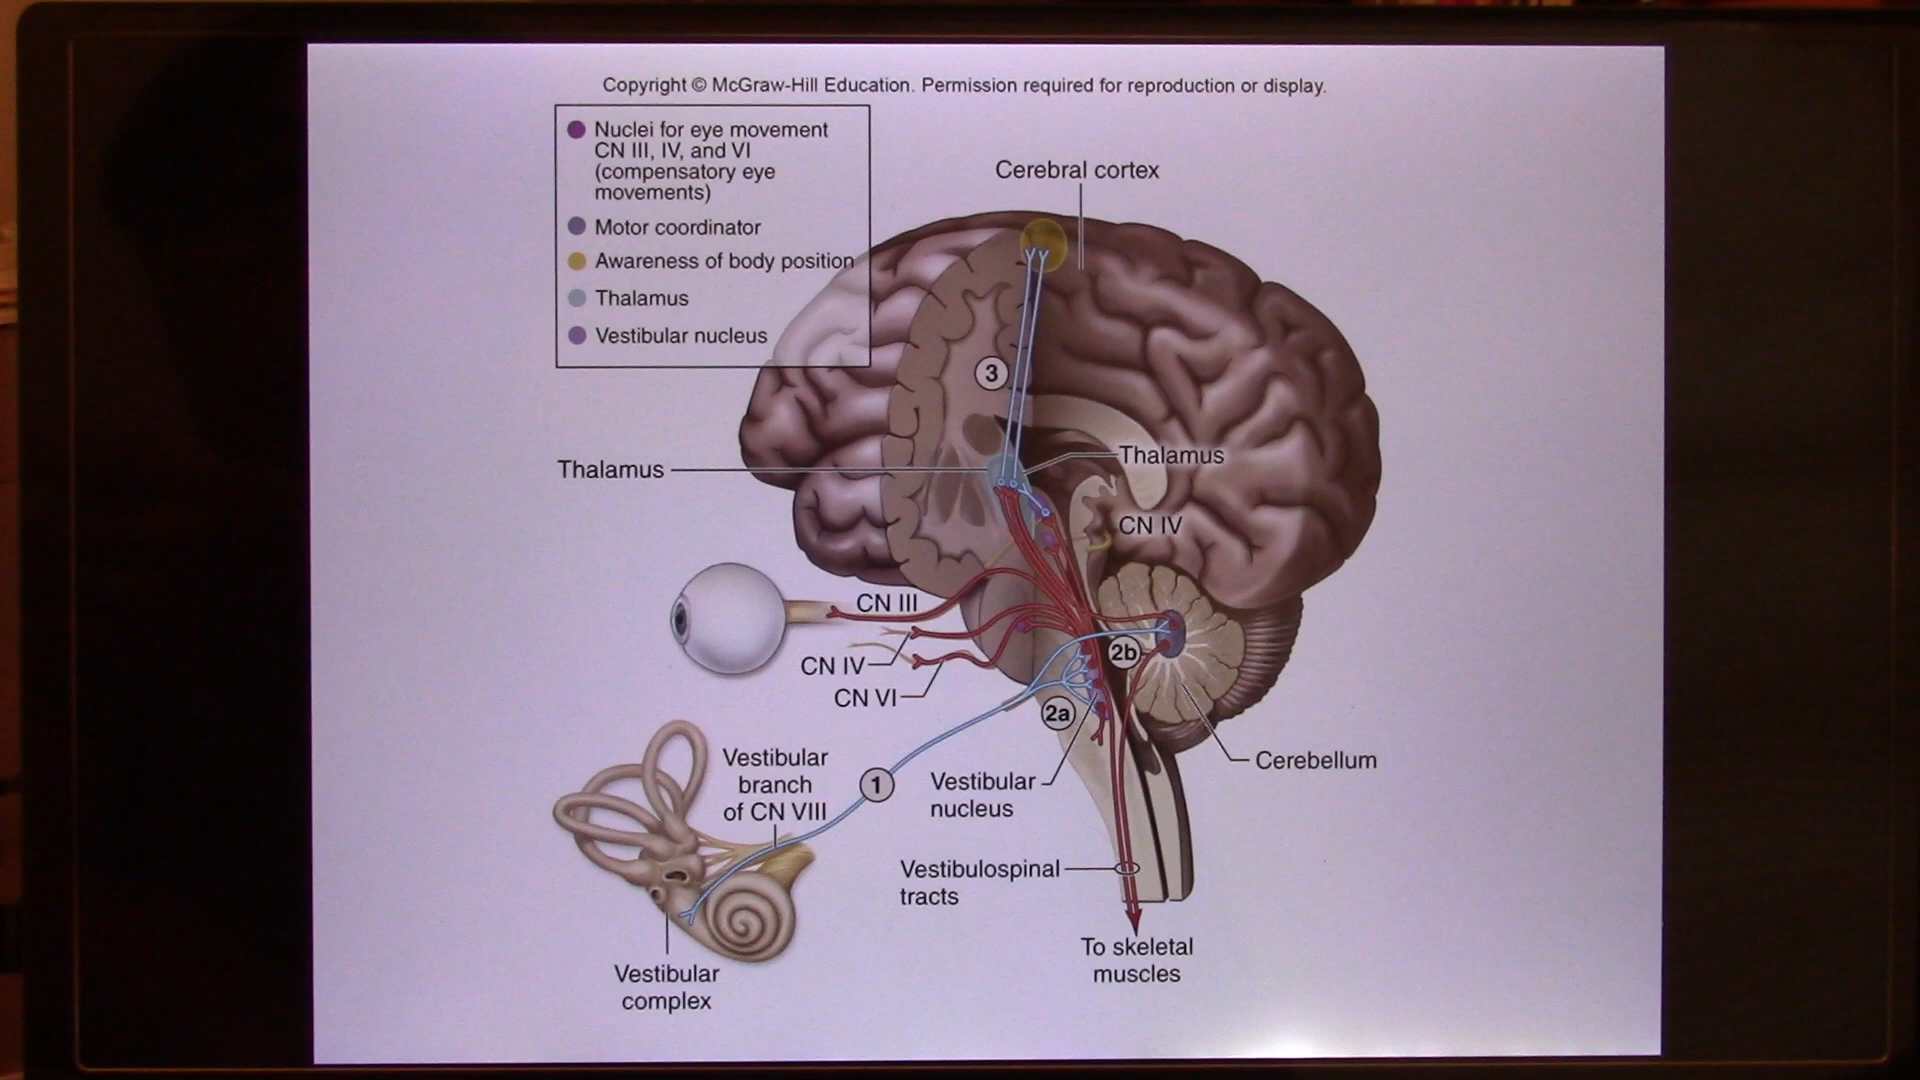 Copyright © McGraw-Hill Education. Permission required for reproduction or display.
Nuclei for eye movement
CN III, IV, and VI
(compensatory eye
movements)
Motor coordinator
Awareness of body position
Thalamus
Vestibular nucleus
Cerebral cortex
3
Thalamus
Thalamus
CN IV
CN III
CN IV
CN VI
2b
2a
1
Vestibular
branch
of CN VIII
Vestibular
nucleus
Cerebellum
Vestibulospinal
tracts
To skeletal
muscles
Vestibular
complex